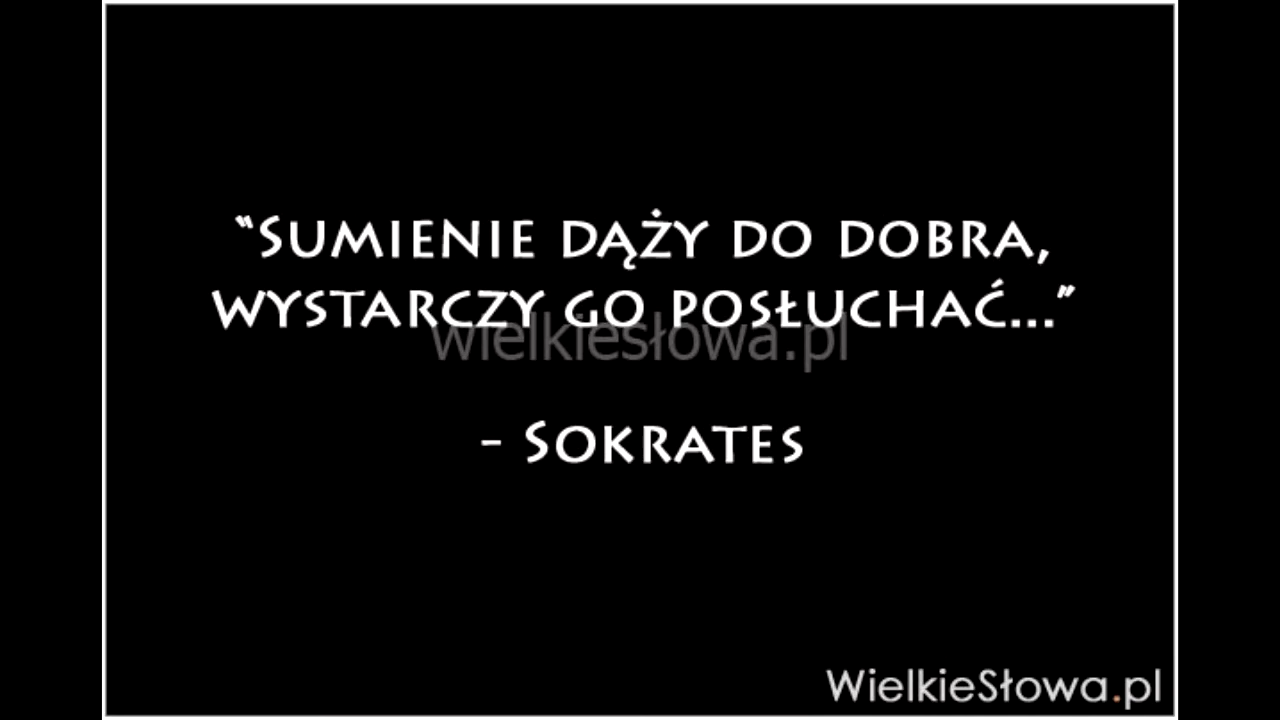 “Sumienie dąży do dobra,
wystarczy go posłuchać...”
wielkiesłowa.pl
- Sokrates
WielkieSłowa.pl